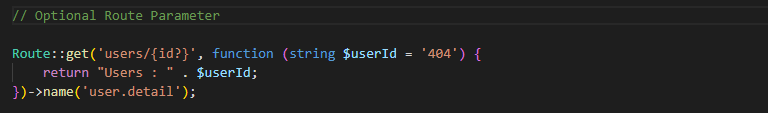 // Optional Route Parameter
Route::get('users/{id?}', function (string $userId = '404') {
    return "Users : " . $userId;
})->name('user.detail');